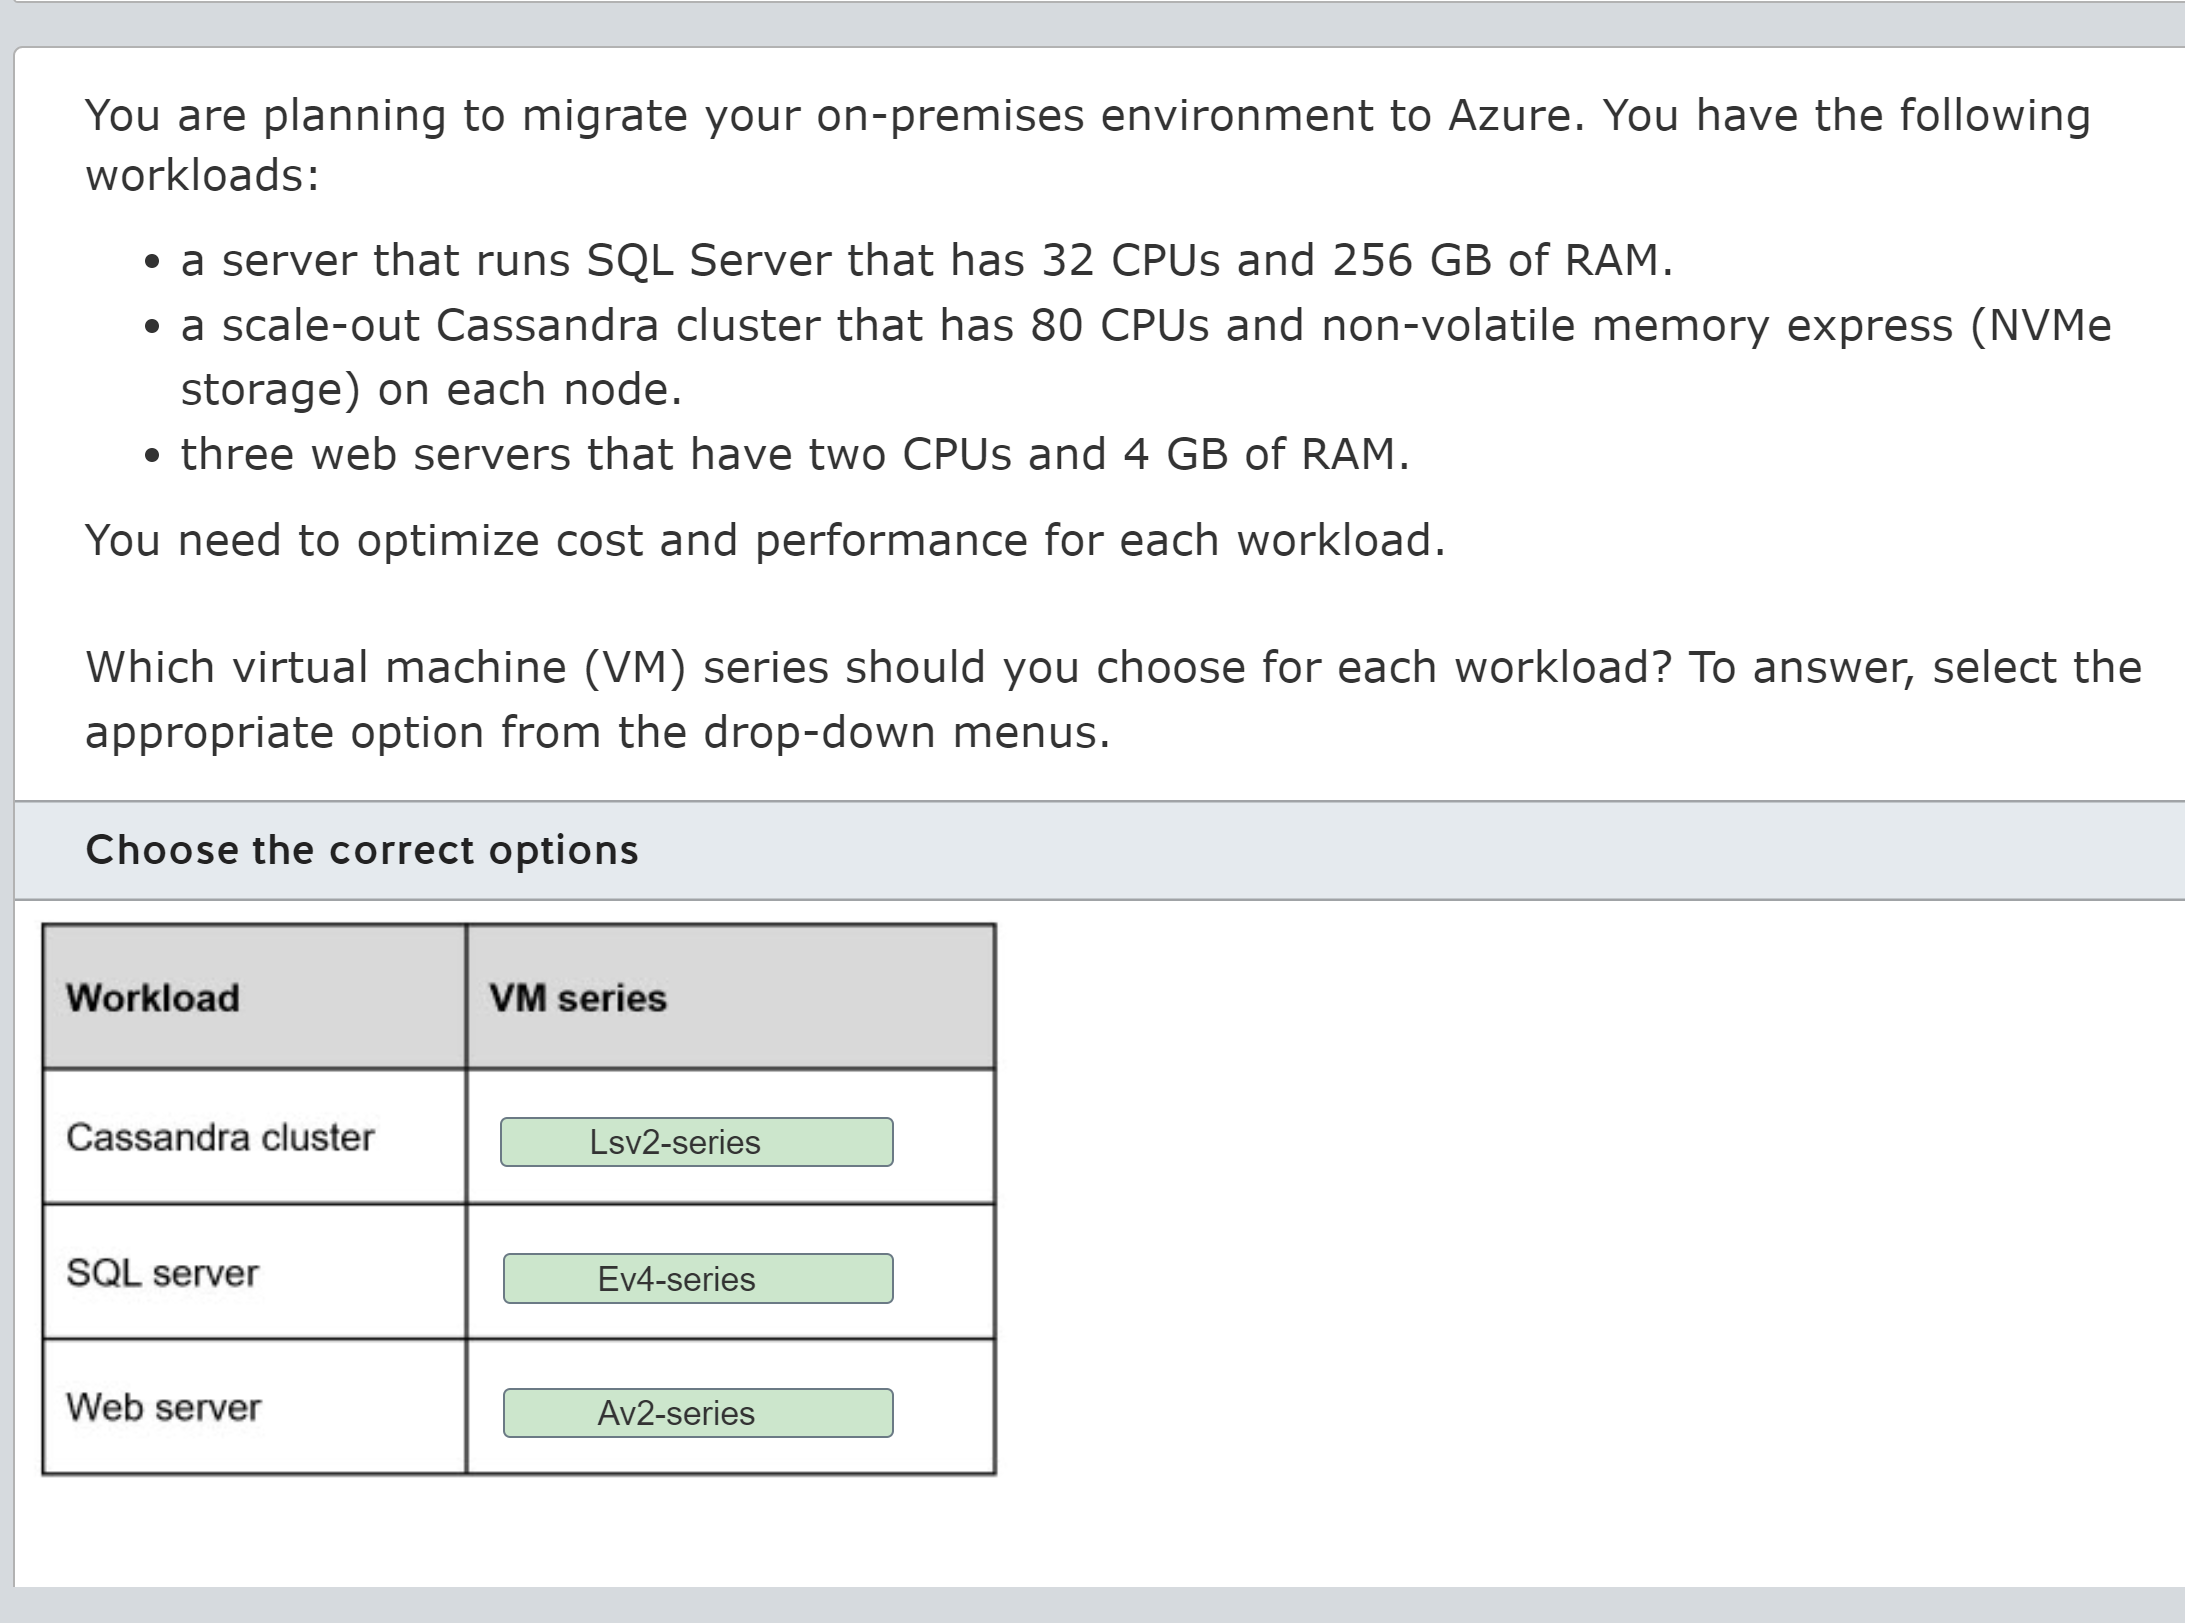 You are planning to migrate your on-premises environment to Azure. You have the following
workloads:
• a server that runs SQL Server that has 32 CPUs and 256 GB of RAM.
• a scale-out Cassandra cluster that has 80 CPUs and non-volatile memory express (NVMe
storage) on each node.
• three web servers that have two CPUs and 4 GB of RAM.
You need to optimize cost and performance for each workload.
Which virtual machine (VM) series should you choose for each workload? To answer, select the
appropriate option from the drop-down menus.
Choose the correct options
Workload VM series
Cassandra cluster Lsv2-series
SQL server Ev4-series
Web server Av2-series